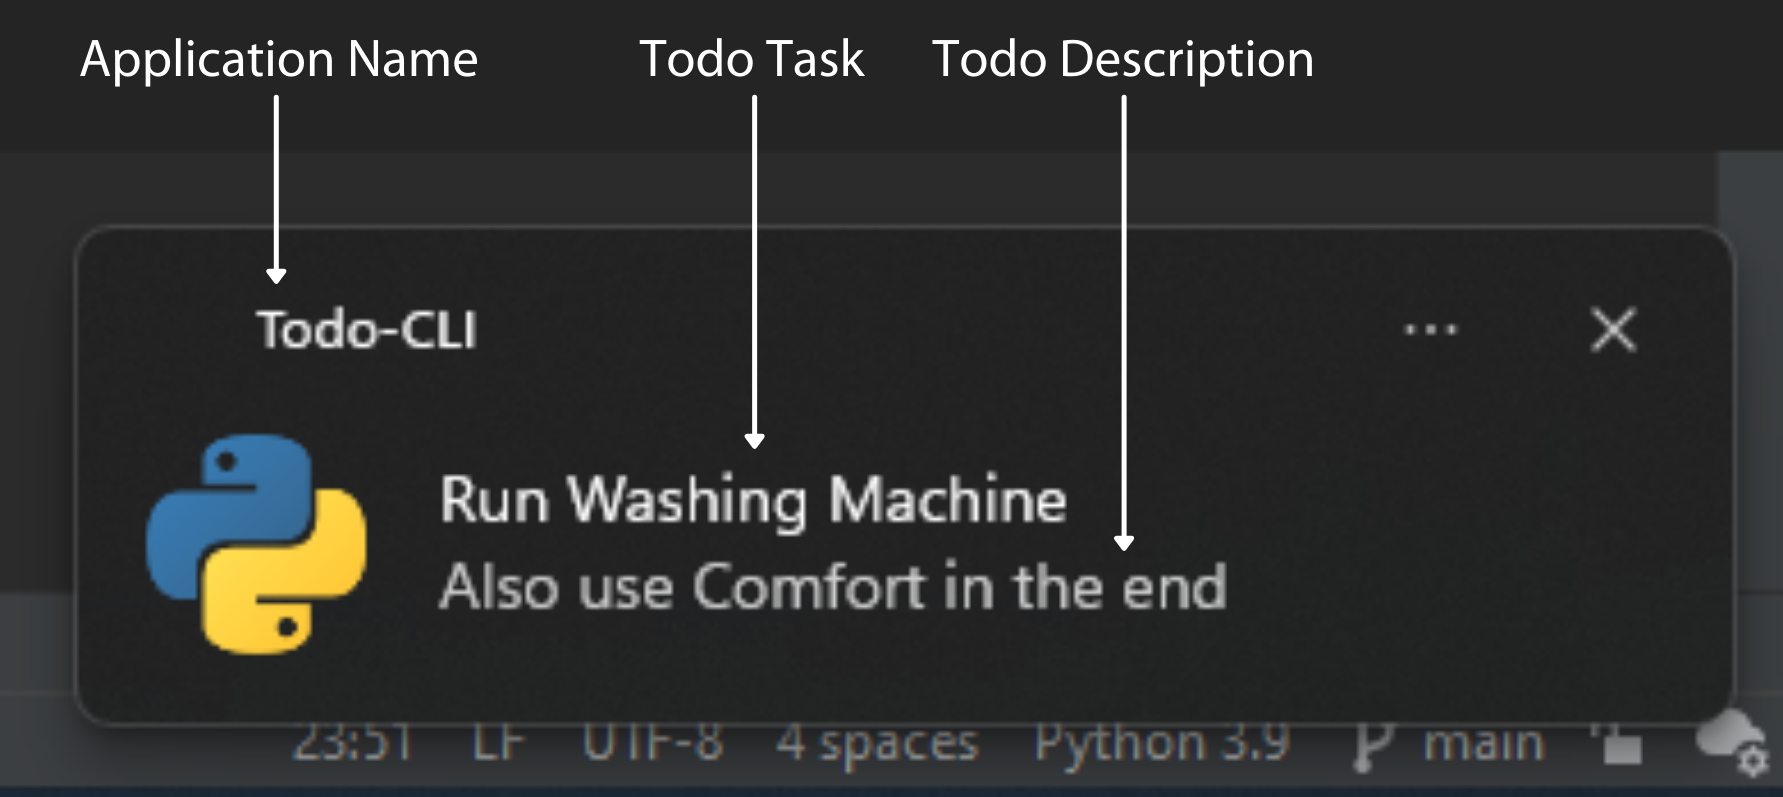 Application Name Todo Task Todo Description
Todo-CLI
Run Washing Machine
Also use Comfort in the end
23:51 LF UTF-8 4 spaces Python 3.9 main